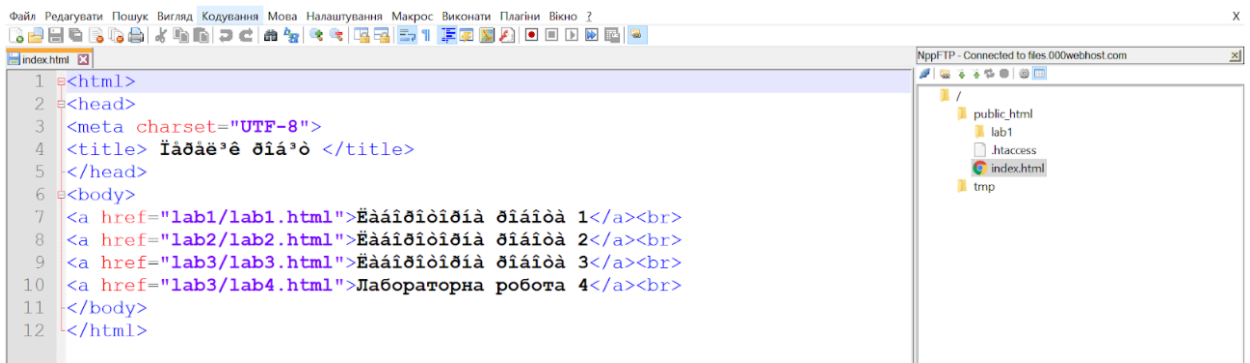 Файл Редагувати Пошук Вигляд Кодування Мова Налаштування Макрос Виконати Плагіни Вікно ? X
index.html
NppFTP - Connected to files.000webhost.com
1 <html>
2 <head>
3 <meta charset="UTF-8">
4 <title> Ïåðåë³ê ðîá³ò </title>
5 </head>
6 <body>
7 <a href="lab1/lab1.html">Ëàáîðîòîðíà ðîáîòà 1</a><br>
8 <a href="lab2/lab2.html">Ëàáîðîòîðíà ðîáîòà 2</a><br>
9 <a href="lab3/lab3.html">Ëàáîðîòîðíà ðîáîòà 3</a><br>
10 <a href="lab3/lab4.html">Лабораторна робота 4</a><br>
11 </body>
12 </html>
/
public_html
lab1
.htaccess
index.html
tmp